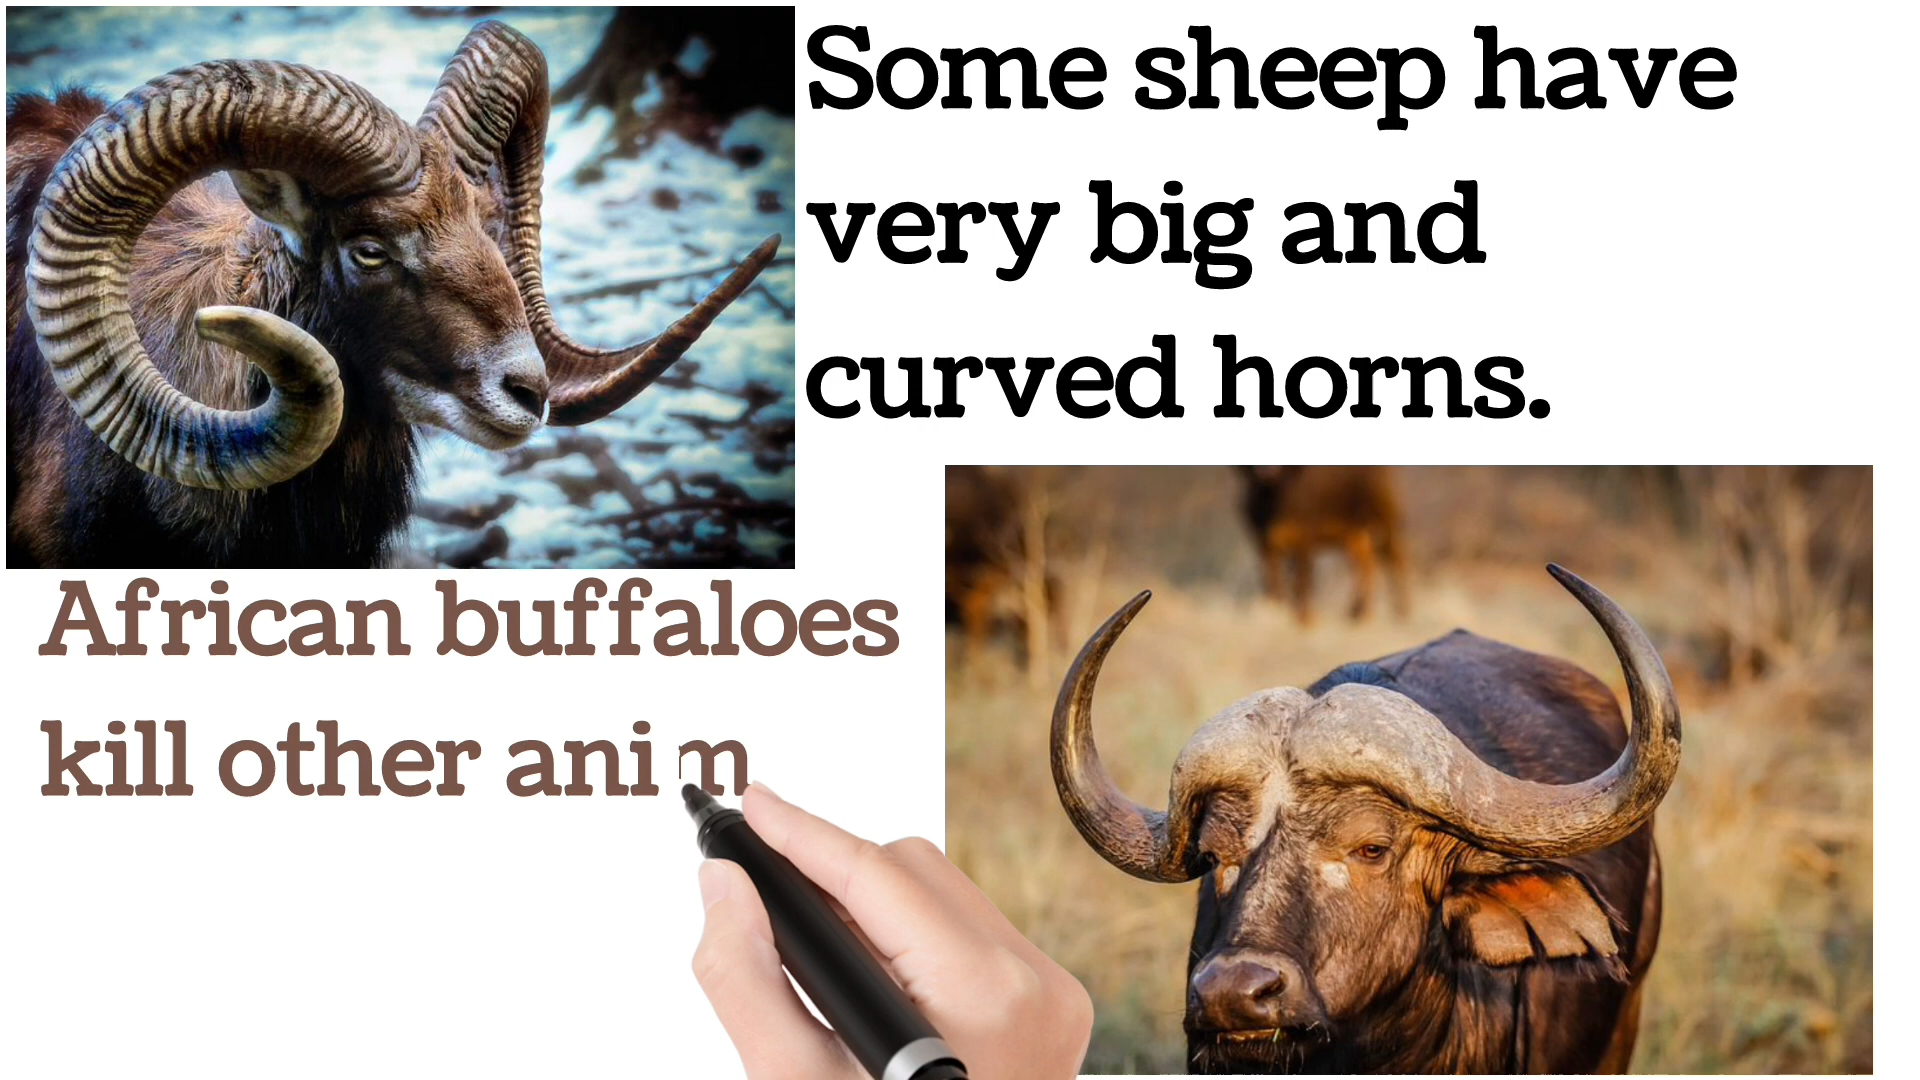 Some sheep have
very big and
curved horns.
African buffaloes
kill other anim